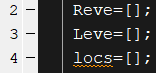 2 – Reve=[];
3 – Leve=[];
4 – locs=[];